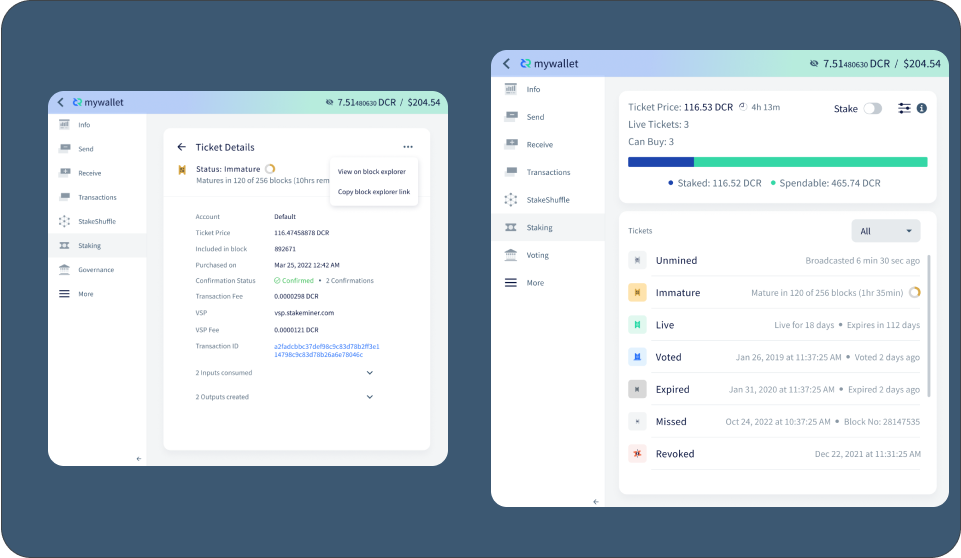 mywallet
7.51480630 DCR / $204.54
Info
Send
Receive
Transactions
StakeShuffle
Staking
Governance
More
Ticket Details
Status: Immature
Matures in 120 of 256 blocks (10hrs rem
View on block explorer
Copy block explorer link
Account Default
Ticket Price 116.47458878 DCR
Included in block 892671
Purchased on Mar 25, 2022 12:42 AM
Confirmation Status Confirmed • 2 Confirmations
Transaction Fee 0.0000298 DCR
VSP vsp.stakeminer.com
VSP Fee 0.0000121 DCR
Transaction ID a2fadcbbc37def98c9c83d78b2ff3e1
14798c9c83d78b26a6e78046c
2 Inputs consumed
2 Outputs created
mywallet
7.51480630 DCR / $204.54
Info
Send
Receive
Transactions
StakeShuffle
Staking
Voting
More
Ticket Price: 116.53 DCR 4h 13m
Stake
Live Tickets: 3
Can Buy: 3
Staked: 116.52 DCR Spendable: 465.74 DCR
Tickets
All
Unmined Broadcasted 6 min 30 sec ago
Immature Mature in 120 of 256 blocks (1hr 35min)
Live Live for 18 days • Expires in 112 days
Voted Jan 26, 2019 at 11:37:25 AM • Voted 2 days ago
Expired Jan 31, 2020 at 11:37:25 AM • Expired 2 days ago
Missed Oct 24, 2022 at 10:37:25 AM • Block No: 28147535
Revoked Dec 22, 2021 at 11:31:25 AM